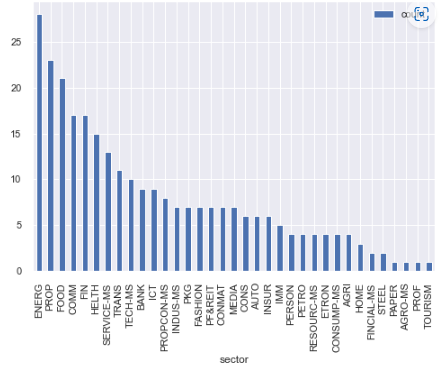 25
20
15
10
5
0
ENERG
PROP
FOOD
COMM
FIN
HELTH
SERVICE-MS
TRANS
TECH-MS
BANK
ICT
PROPCON-MS
INDUS-MS
PKG
FASHION
PF&REIT
CONMAT
MEDIA
CONS
AUTO
INSUR
IMM
PERSON
PETRO
RESOURC-MS
ETRON
CONSUMP-MS
AGRI
HOME
FINCIAL-MS
STEEL
PAPER
AGRO-MS
PROF
TOURISM
sector